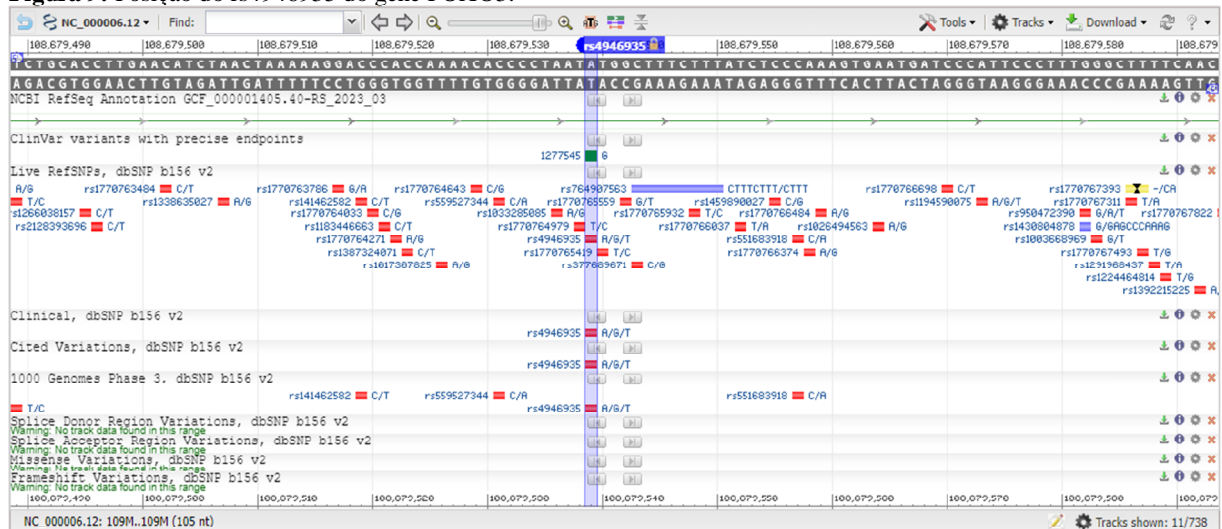 Figura 9. Posição do rs4946935 do gene FOXO3.
NC_000006.12 Find: Tools Tracks Download ?
108.679.490 108.679.500 108.679.510 108.679.520 108.679.530 rs4946935 108.679.550 108.679.560 108.679.570 108.679.580 108.679
NCBI RefSeq Annotation GCF_000001405.40-RS_2023_03
ClinVar variants with precise endpoints
1277545 G
Live RefSNPs, dbSNP b156 v2
A/G rs1770763484 C/T rs1770763786 G/A rs1770764643 C/G rs764907563 CTTTCTTT/CTTT rs1770766698 C/T rs1770767393 -/CA
T/C rs1338635027 A/G rs141462582 C/T rs559527344 C/A rs1770765559 G/T rs1459890027 C/G rs1194590075 A/G/T rs1770767311 T/A
rs1266038157 C/T rs1770764033 C/G rs1033285085 A/G rs1770765932 T/C rs1770766484 A/G rs950472390 G/A/T rs1770767822
rs2128393696 C/T rs1183446663 C/T rs1770764979 T/C rs1770766037 T/A rs1026494563 A/G rs1430804878 G/GAGCCCAAAG
rs1770764271 A/G rs4946935 A/G/T rs551683918 C/A rs1003668969 G/T
rs1387324071 C/T rs1770765419 T/C rs1770766374 A/G rs1770767493 T/G
rs1017307825 A/G rs377689671 C/G rs1291968437 T/A
rs1224464814 T/G
rs1392215225 A,
Clinical, dbSNP b156 v2
rs4946935 A/G/T
Cited Variations, dbSNP b156 v2
rs4946935 A/G/T
1000 Genomes Phase 3. dbSNP b156 v2
rs141462582 C/T rs559527344 C/A rs551683918 C/A
T/C rs4946935 A/G/T
Splice Donor Region Variations, dbSNP b156 v2
Warning: No track data found in this range
Splice Acceptor Region Variations, dbSNP b156 v2
Warning: No track data found in this range
Missense Variations, dbSNP b156 v2
Warning: No track data found in this range
Frameshift Variations, dbSNP b156 v2
Warning: No track data found in this range
NC_000006.12: 109M..109M (105 nt) Tracks shown: 11/738